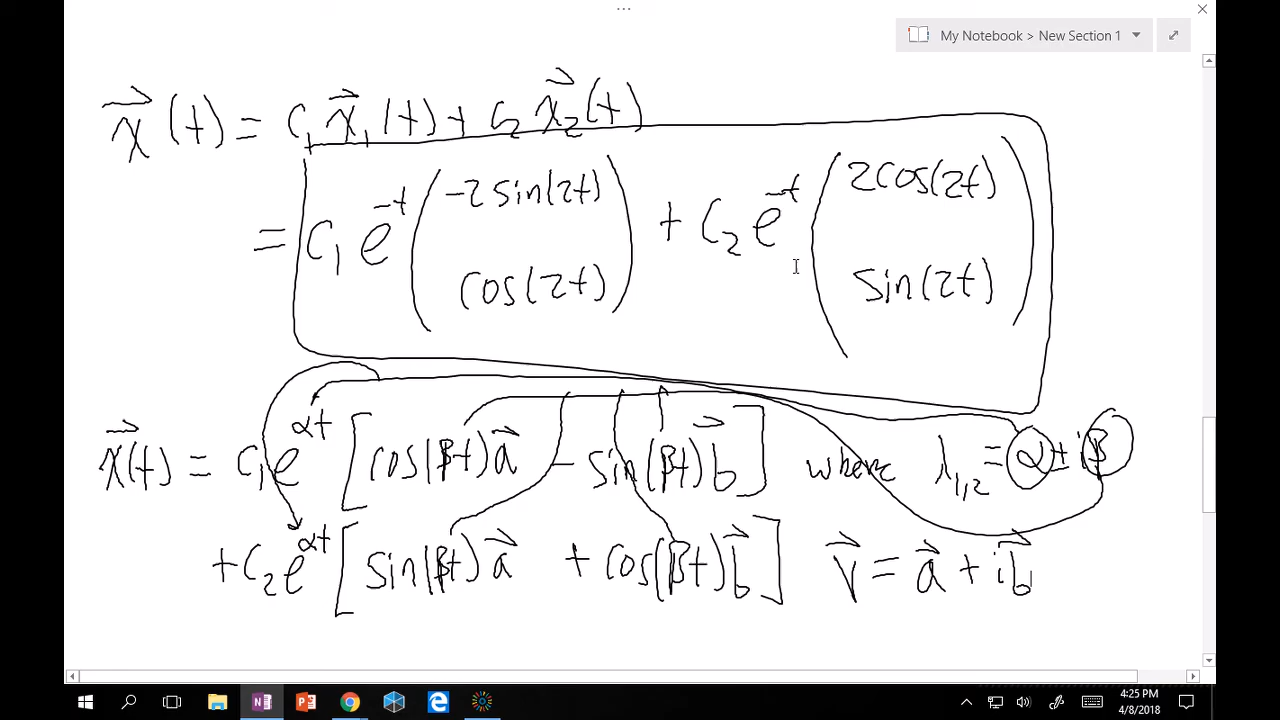 My Notebook > New Section 1
x⃗(t) = c₁x⃗₁(t) + c₂x⃗₂(t)
= c₁e⁻ᵗ (-2sin(2t) cos(2t)) + c₂e⁻ᵗ (2cos(2t) sin(2t))
x⃗(t) = c₁e^αt [cos(βt)a⃗ - sin(βt)b⃗] where λ₁,₂ = α ± iβ
+ c₂e^αt [sin(βt)a⃗ + cos(βt)b⃗] v⃗ = a⃗ + ib⃗
4:25 PM
4/8/2018